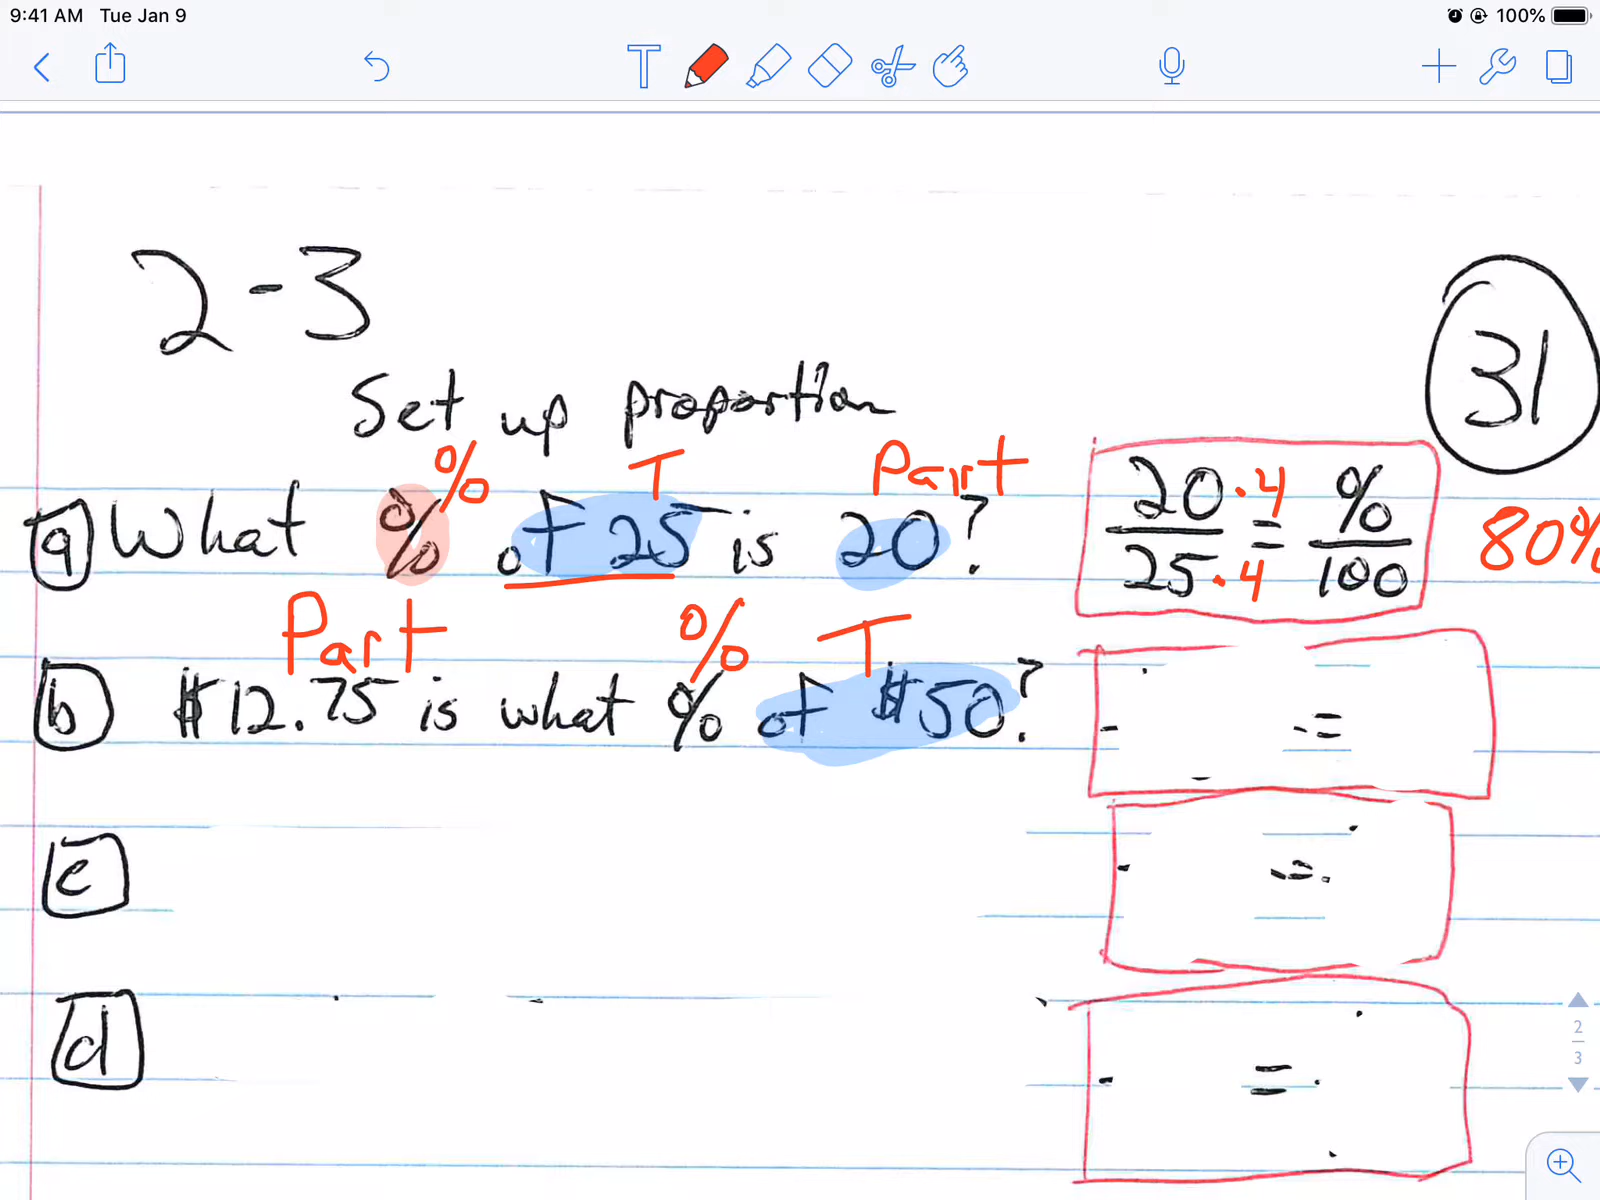 9:41 AM Tue Jan 9
100%
T
2-3
31
Set up proportion
% T Part
a What % of 25 is 20?
20 · 4 = %
25 · 4 100
80%
Part % T
b $12.75 is what % of $50?
=
c
=
d
=
2
3